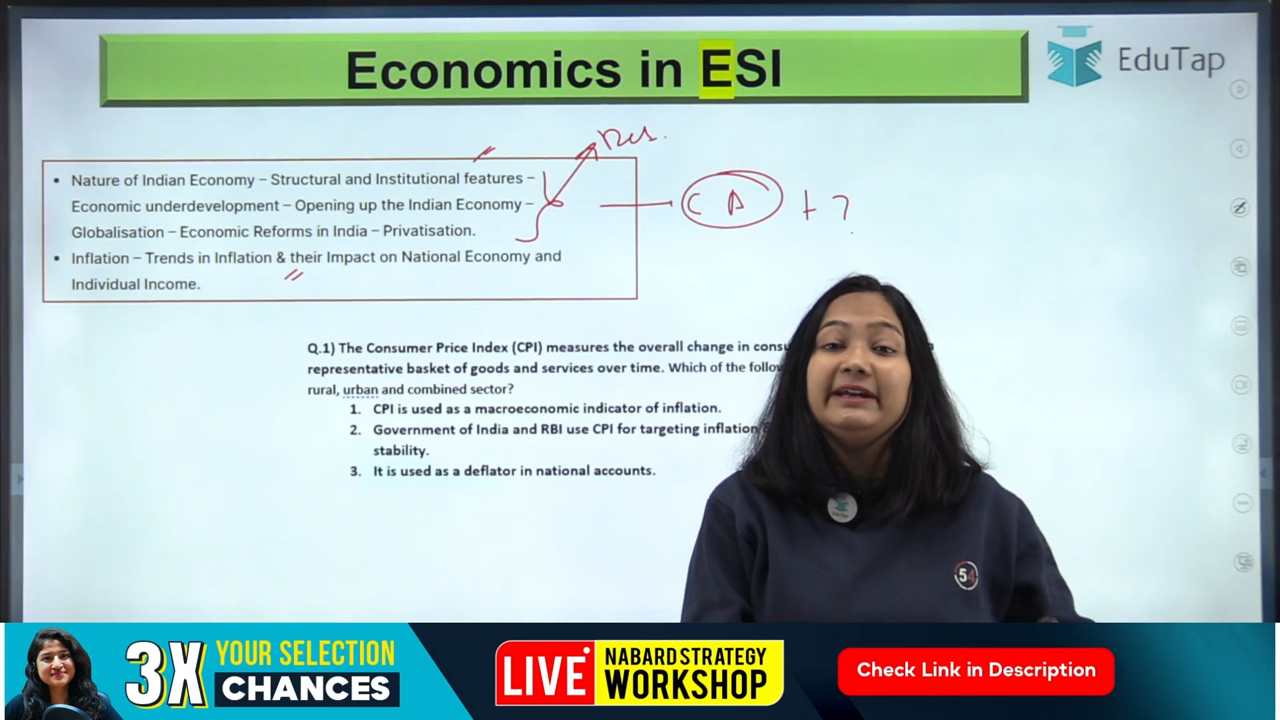 Economics in ESI
EduTap
Res.
• Nature of Indian Economy – Structural and Institutional features –
Economic underdevelopment – Opening up the Indian Economy –
Globalisation – Economic Reforms in India – Privatisation.
• Inflation – Trends in Inflation & their Impact on National Economy and
Individual Income.
CA + ?
Q.1) The Consumer Price Index (CPI) measures the overall change in
representative basket of goods and services over time. Which of the
rural, urban and combined sector?
1. CPI is used as a macroeconomic indicator of inflation.
2. Government of India and RBI use CPI for targeting inflation
stability.
3. It is used as a deflator in national accounts.
EduTap
54
3X
YOUR SELECTION
CHANCES
LIVE
NABARD STRATEGY
WORKSHOP
Check Link in Description